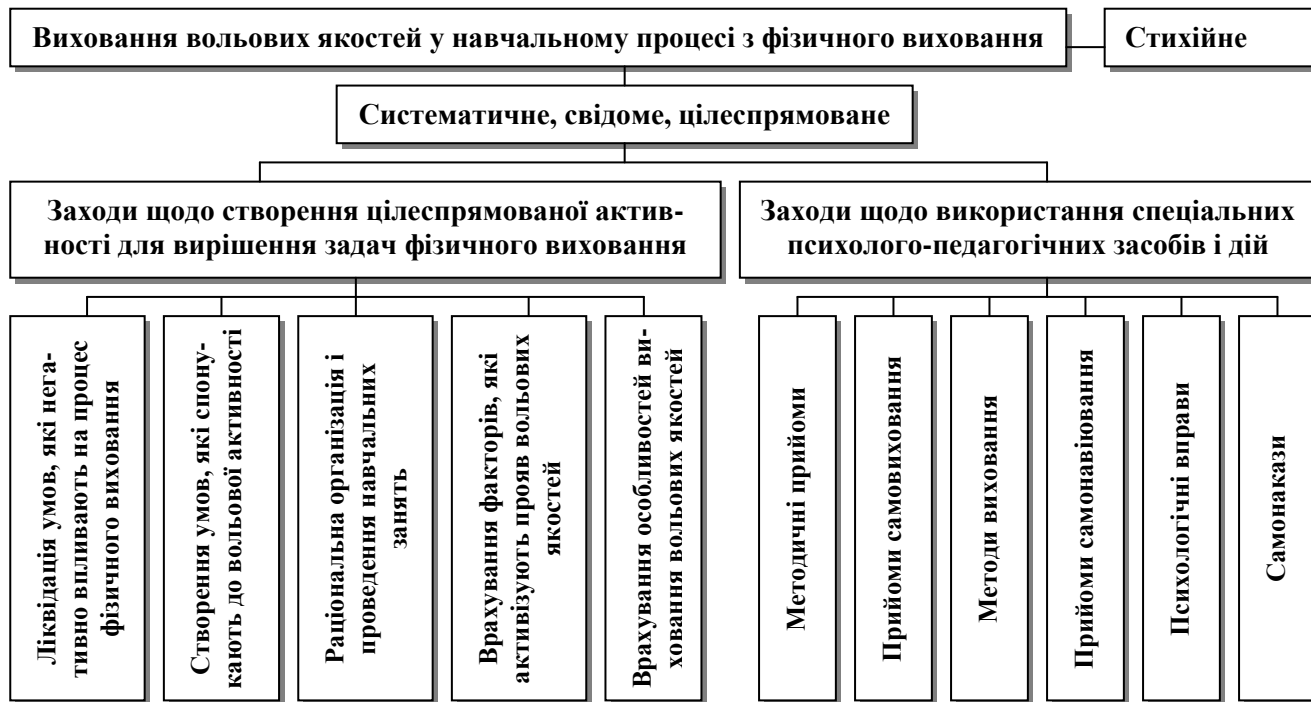 Виховання вольових якостей у навчальному процесі з фізичного виховання
Стихійне
Систематичне, свідоме, цілеспрямоване
Заходи щодо створення цілеспрямованої актив-
ності для вирішення задач фізичного виховання
Заходи щодо використання спеціальних
психолого-педагогічних засобів і дій
Ліквідація умов, які нега-
тивно впливають на процес
фізичного виховання
Створення умов, які спону-
кають до вольової активності
Раціональна організація і
проведення навчальних
занять
Врахування факторів, які
активізують прояв вольових
якостей
Врахування особливостей ви-
ховання вольових якостей
Методичні прийоми
Прийоми самовиховання
Методи виховання
Прийоми самонавіювання
Психологічні вправи
Самонакази